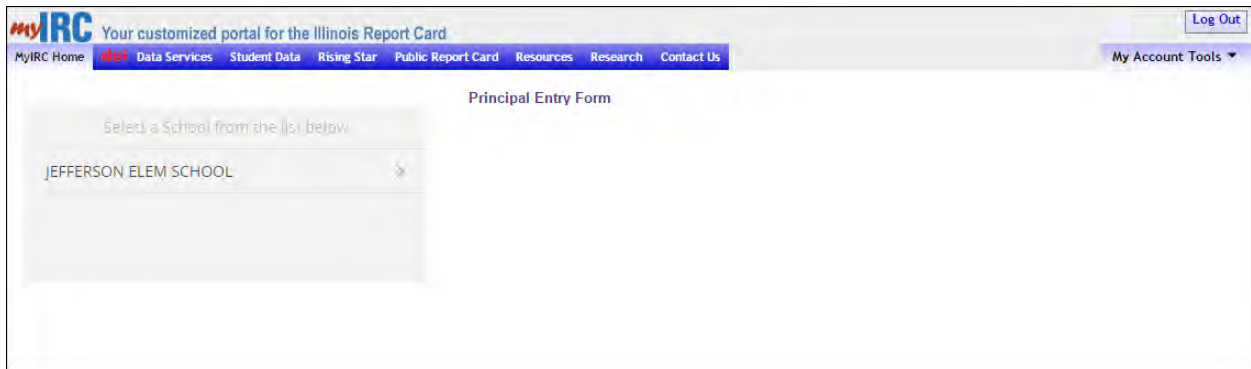 myIRC Your customized portal for the Illinois Report Card
Log Out
MyIRC Home dst Data Services Student Data Rising Star Public Report Card Resources Research Contact Us
My Account Tools
Principal Entry Form
Select a School from the list below
JEFFERSON ELEM SCHOOL